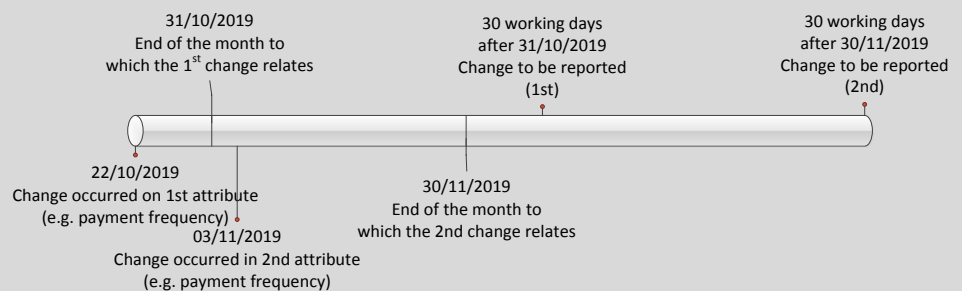 31/10/2019
End of the month to
which the 1st change relates
30 working days
after 31/10/2019
Change to be reported
(1st)
30 working days
after 30/11/2019
Change to be reported
(2nd)
22/10/2019
Change occurred on 1st attribute
(e.g. payment frequency)
03/11/2019
Change occurred in 2nd attribute
(e.g. payment frequency)
30/11/2019
End of the month to
which the 2nd change relates